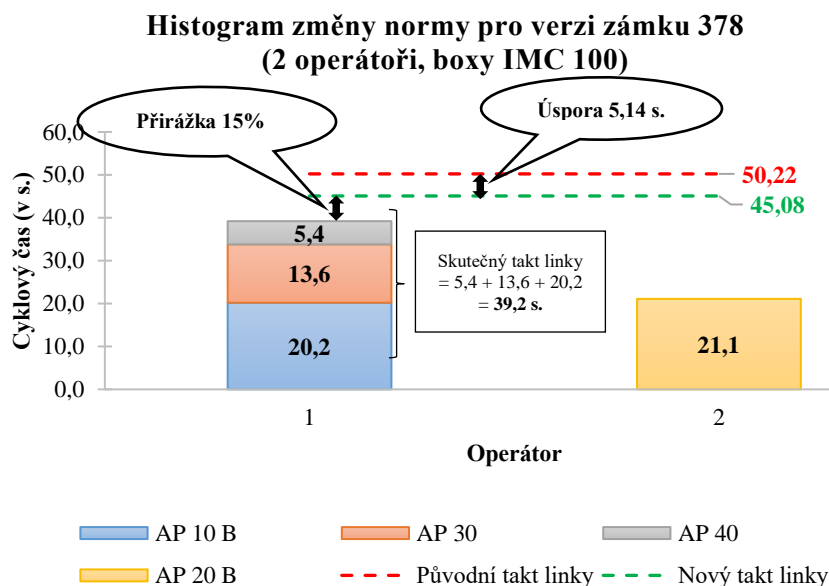 Histogram změny normy pro verzi zámku 378
(2 operátoři, boxy IMC 100)
Přirážka 15%
Úspora 5,14 s.
Cyklový čas (v s.)
60,0
50,0
40,0
30,0
20,0
10,0
0,0
50,22
45,08
5,4
13,6
20,2
Skutečný takt linky
= 5,4 + 13,6 + 20,2
= 39,2 s.
21,1
1
2
Operátor
AP 10 B
AP 30
AP 40
AP 20 B
Původní takt linky
Nový takt linky